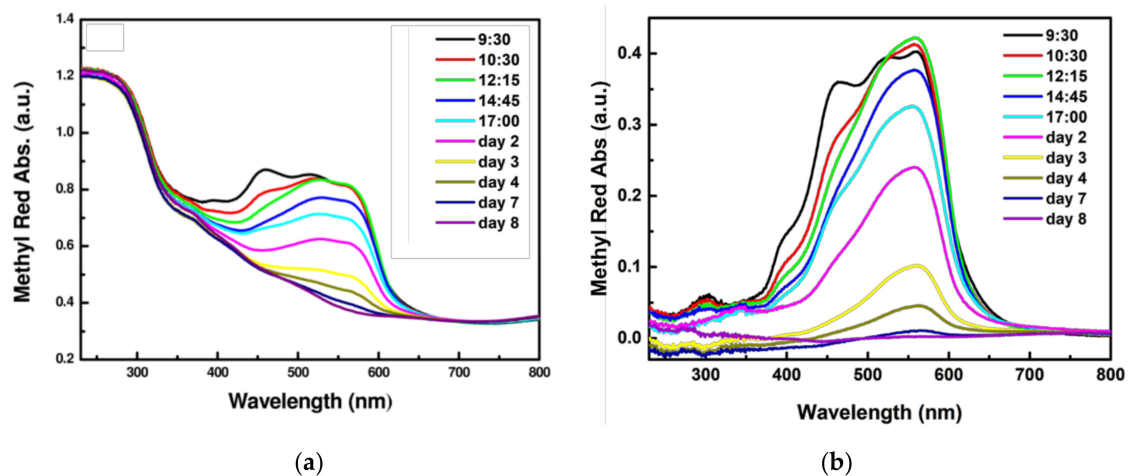 1.4
1.2
1.0
0.8
0.6
0.4
0.2
Methyl Red Abs. (a.u.)
300 400 500 600 700 800
Wavelength (nm)
9:30
10:30
12:15
14:45
17:00
day 2
day 3
day 4
day 7
day 8
(a)
0.4
0.3
0.2
0.1
0.0
Methyl Red Abs (a.u.)
300 400 500 600 700 800
Wavelength (nm)
9:30
10:30
12:15
14:45
17:00
day 2
day 3
day 4
day 7
day 8
(b)